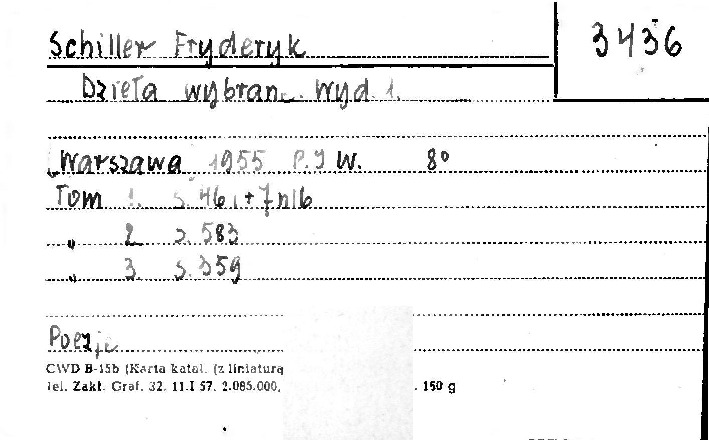 Schiller Fryderyk 3436
Dzieła wybrane. Wyd. 1.
Warszawa 1955 P.I.W. 8°
Tom 1. s. 461 + 7 nlb
„ 2 s. 583
„ 3. s. 359
Poezje
CWD B-15b (Karta katal. (z liniaturą
Tel. Zakł. Graf. 32. 11.I 57. 2.085.000. . 150 g